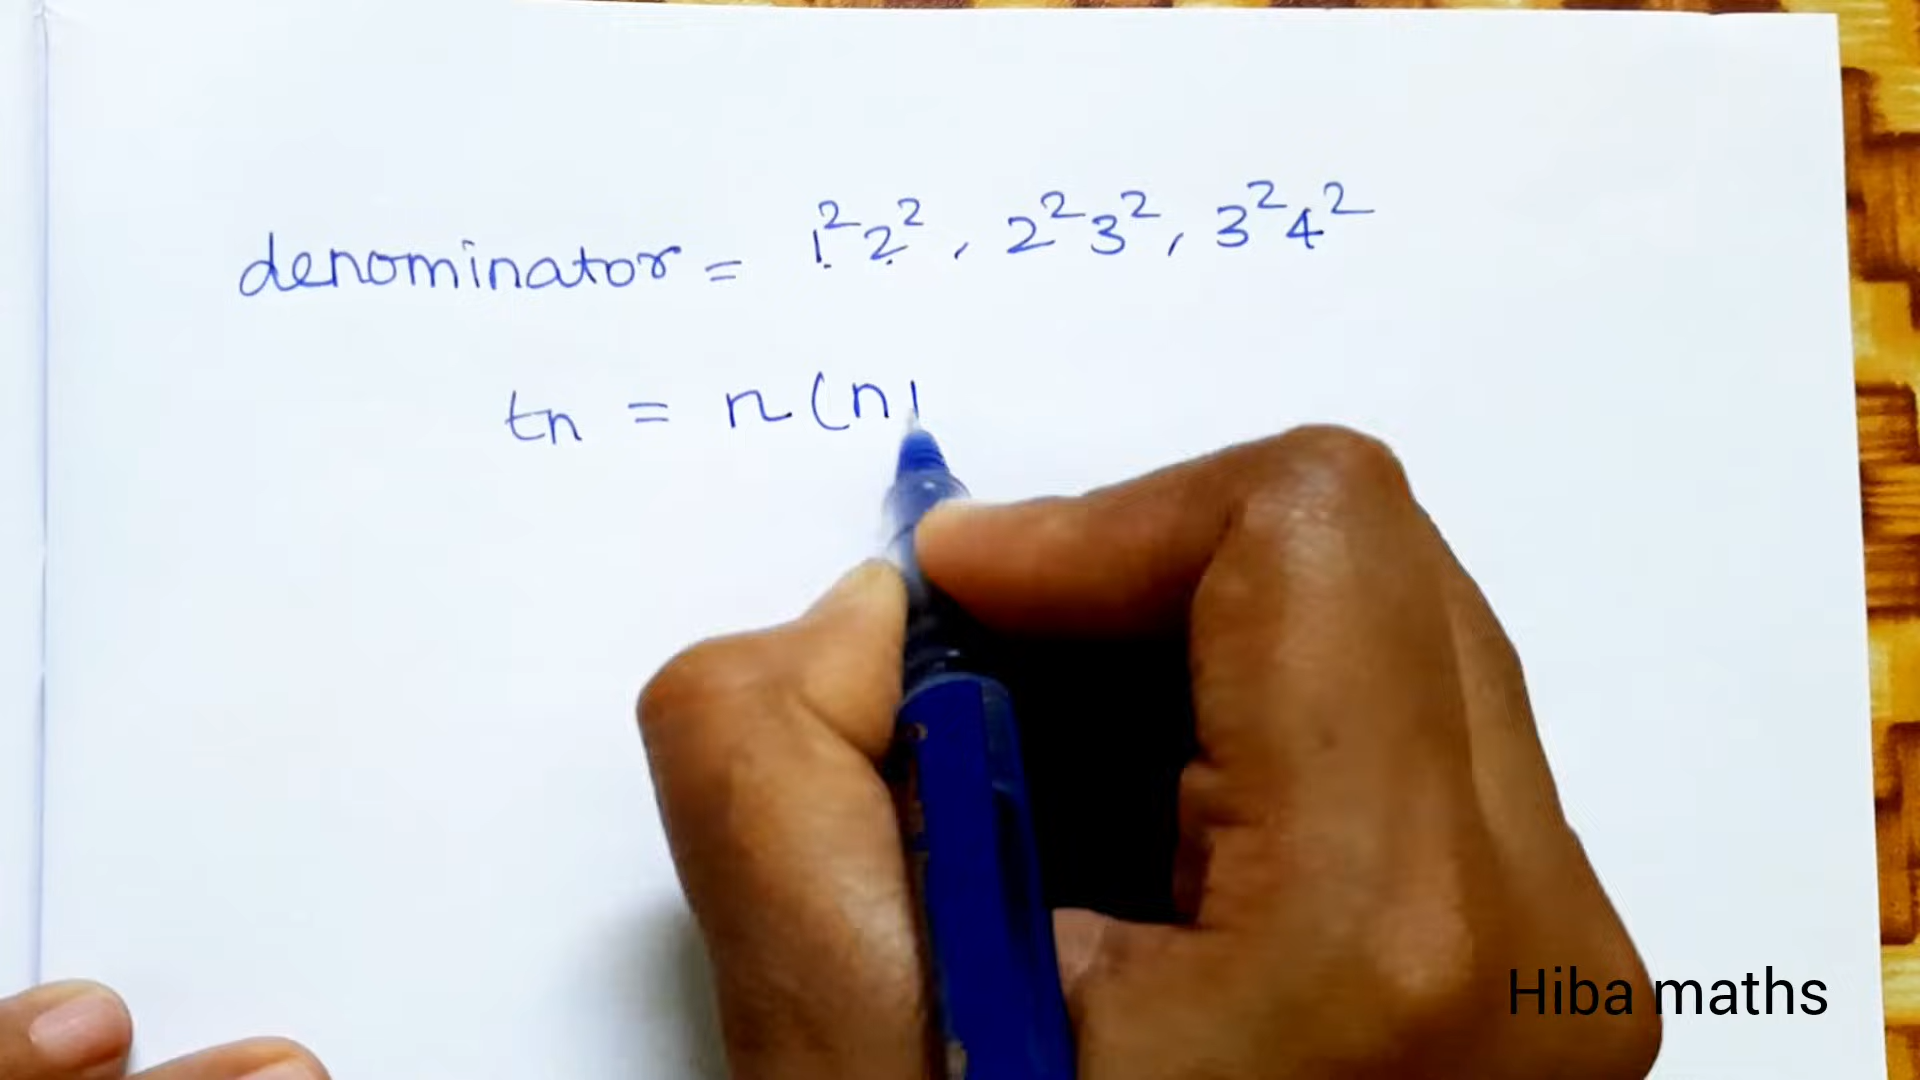 denominator = 1²2² , 2²3² , 3²4²
tn = n (n
Hiba maths